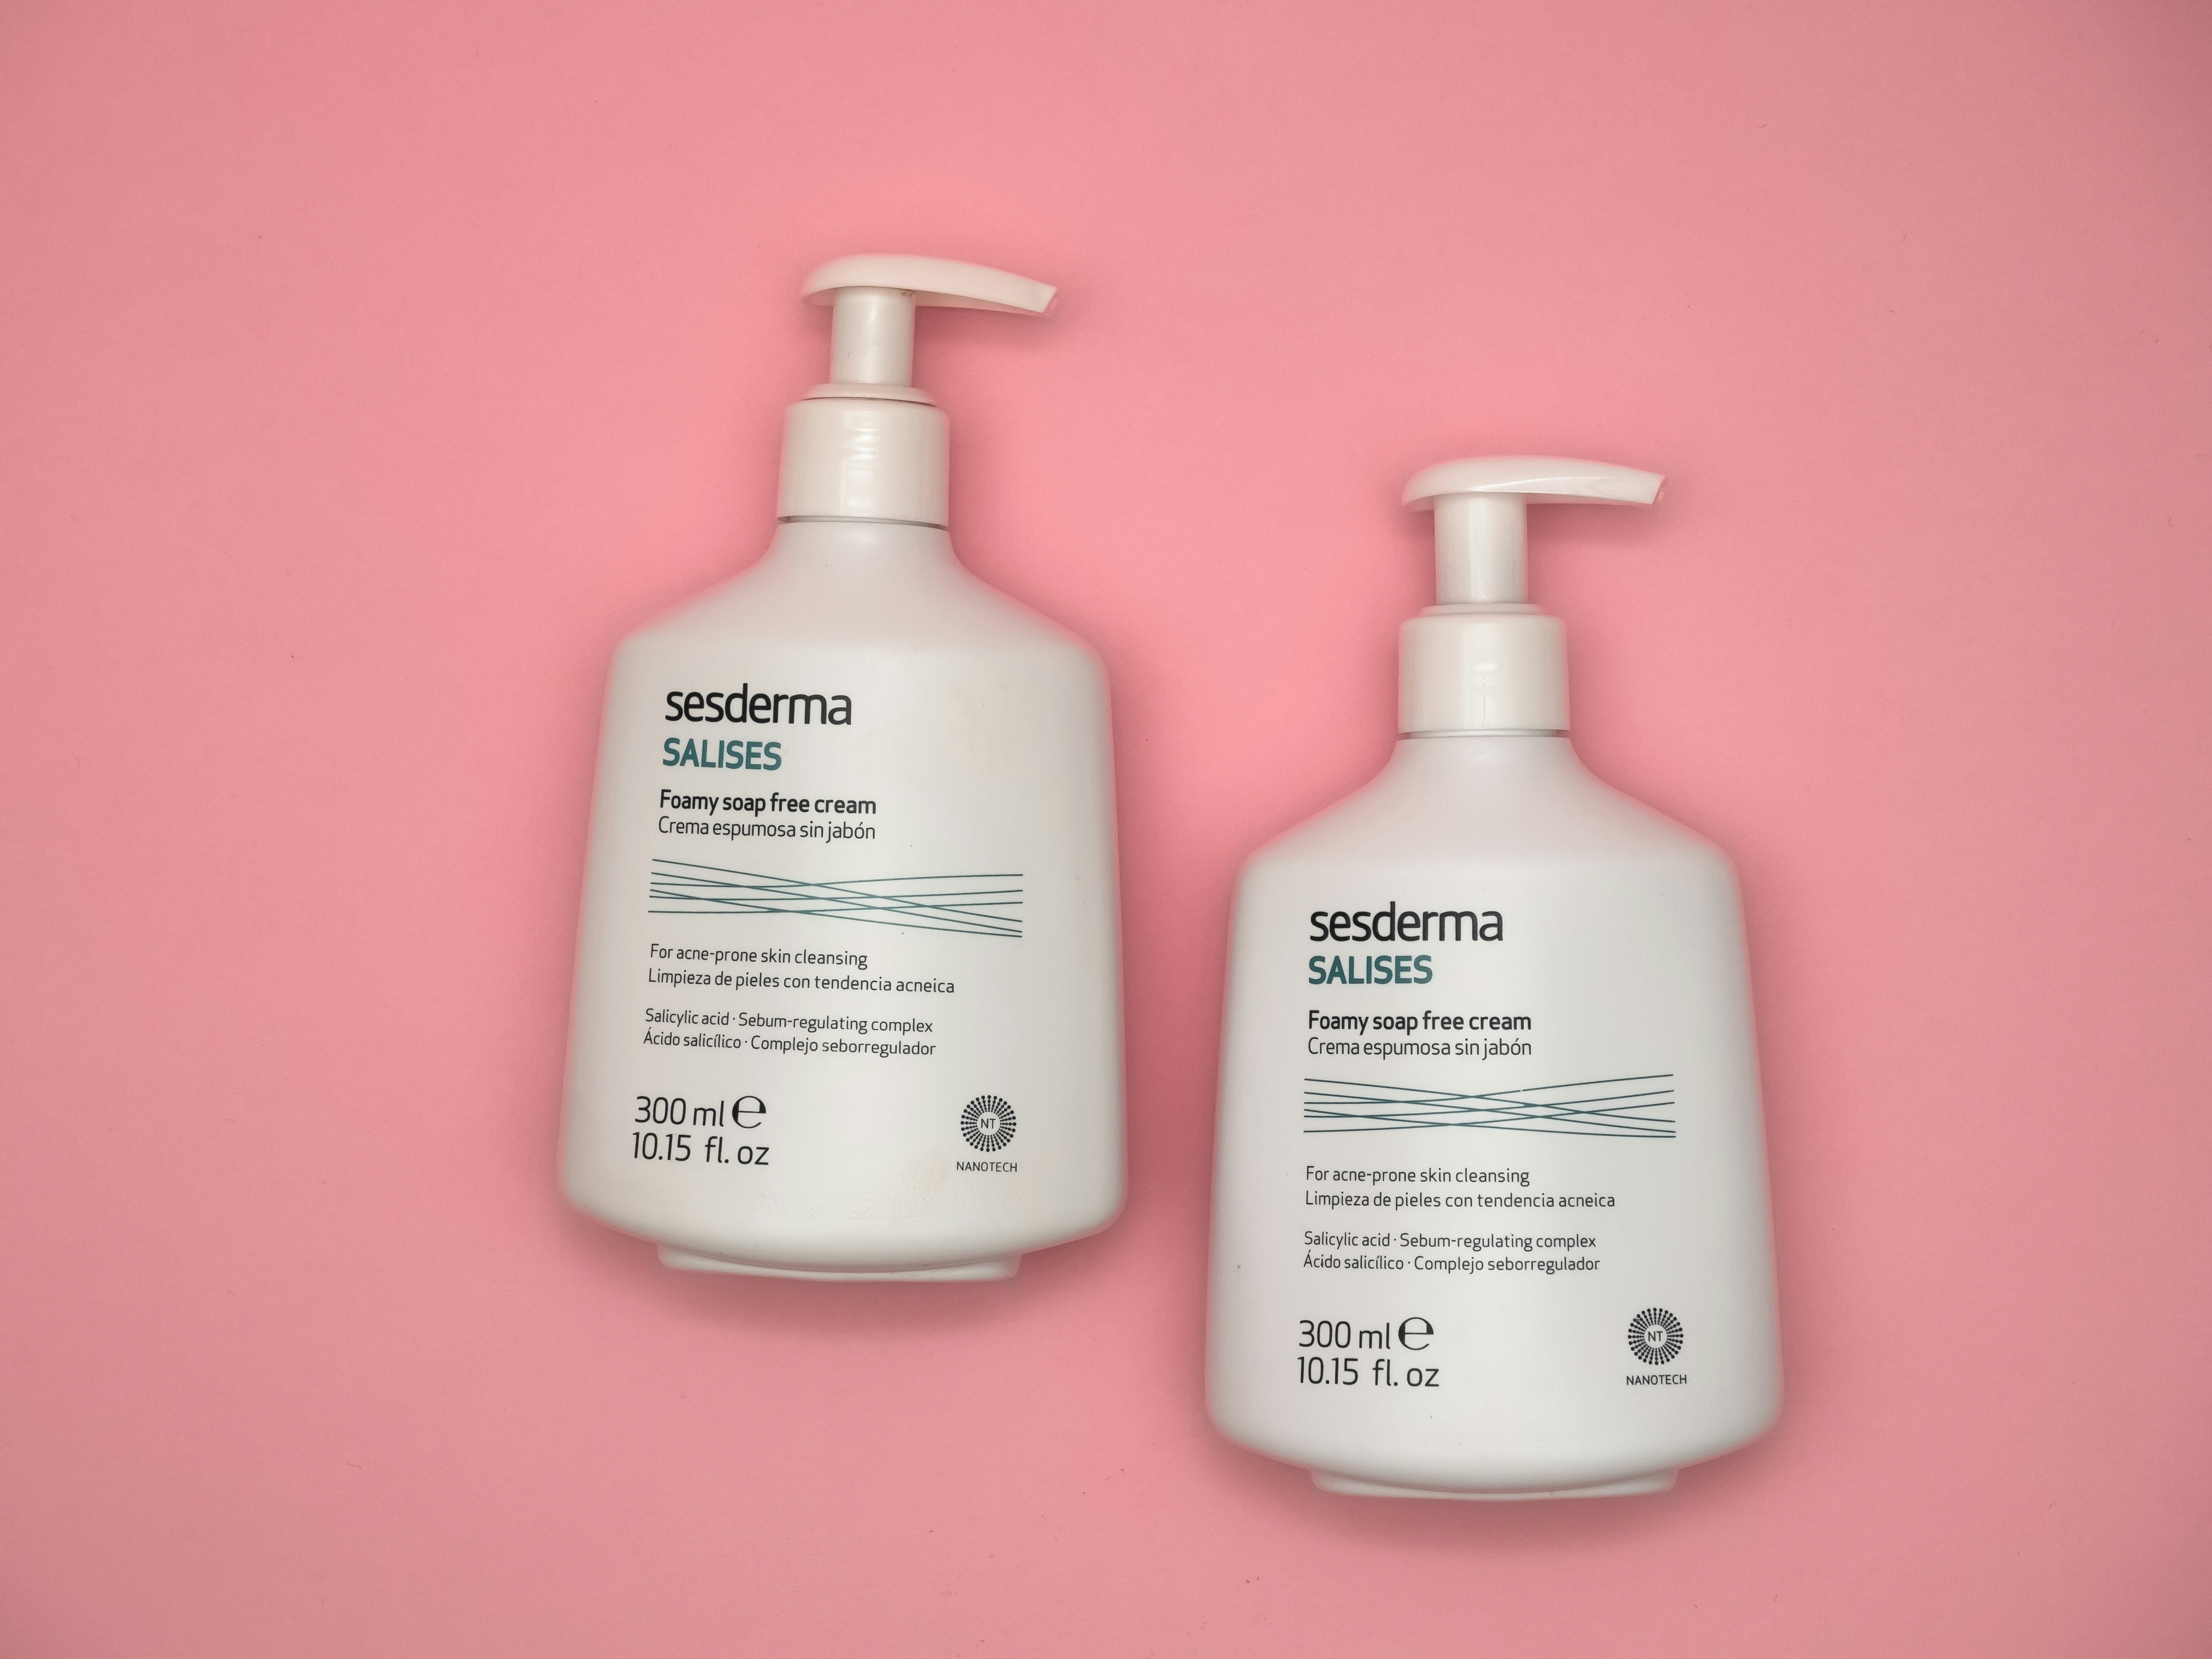 sesderma
SALISES
Foamy soap free cream
Crema espumosa sin jabón
For acne-prone skin cleansing
Limpieza de pieles con tendencia acneica
Salicylic acid · Sebum-regulating complex
Ácido salicílico · Complejo seborregulador
300 ml ℮
10.15 fl. oz
NT
NANOTECH
sesderma
SALISES
Foamy soap free cream
Crema espumosa sin jabón
For acne-prone skin cleansing
Limpieza de pieles con tendencia acneica
Salicylic acid · Sebum-regulating complex
Ácido salicílico · Complejo seborregulador
300 ml ℮
10.15 fl. oz
NT
NANOTECH